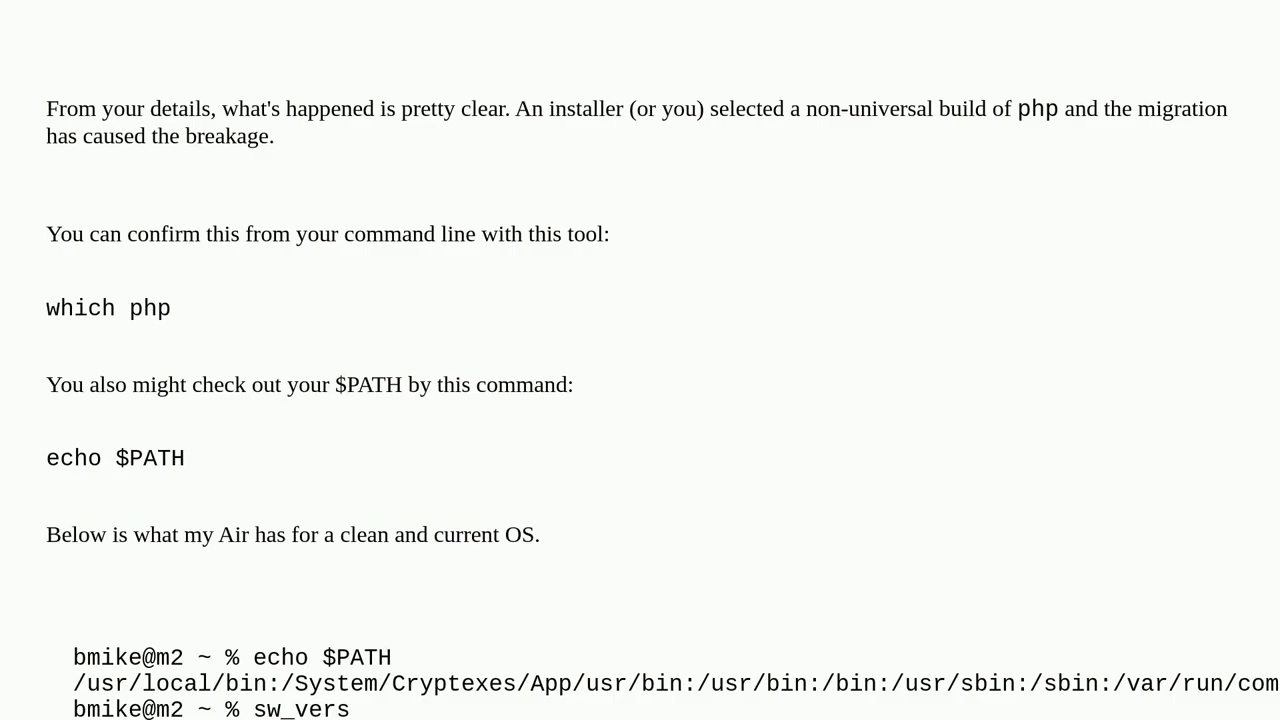 From your details, what's happened is pretty clear. An installer (or you) selected a non-universal build of php and the migration
has caused the breakage.
You can confirm this from your command line with this tool:
which php
You also might check out your $PATH by this command:
echo $PATH
Below is what my Air has for a clean and current OS.
bmike@m2 ~ % echo $PATH
/usr/local/bin:/System/Cryptexes/App/usr/bin:/usr/bin:/bin:/usr/sbin:/sbin:/var/run/com
bmike@m2 ~ % sw_vers